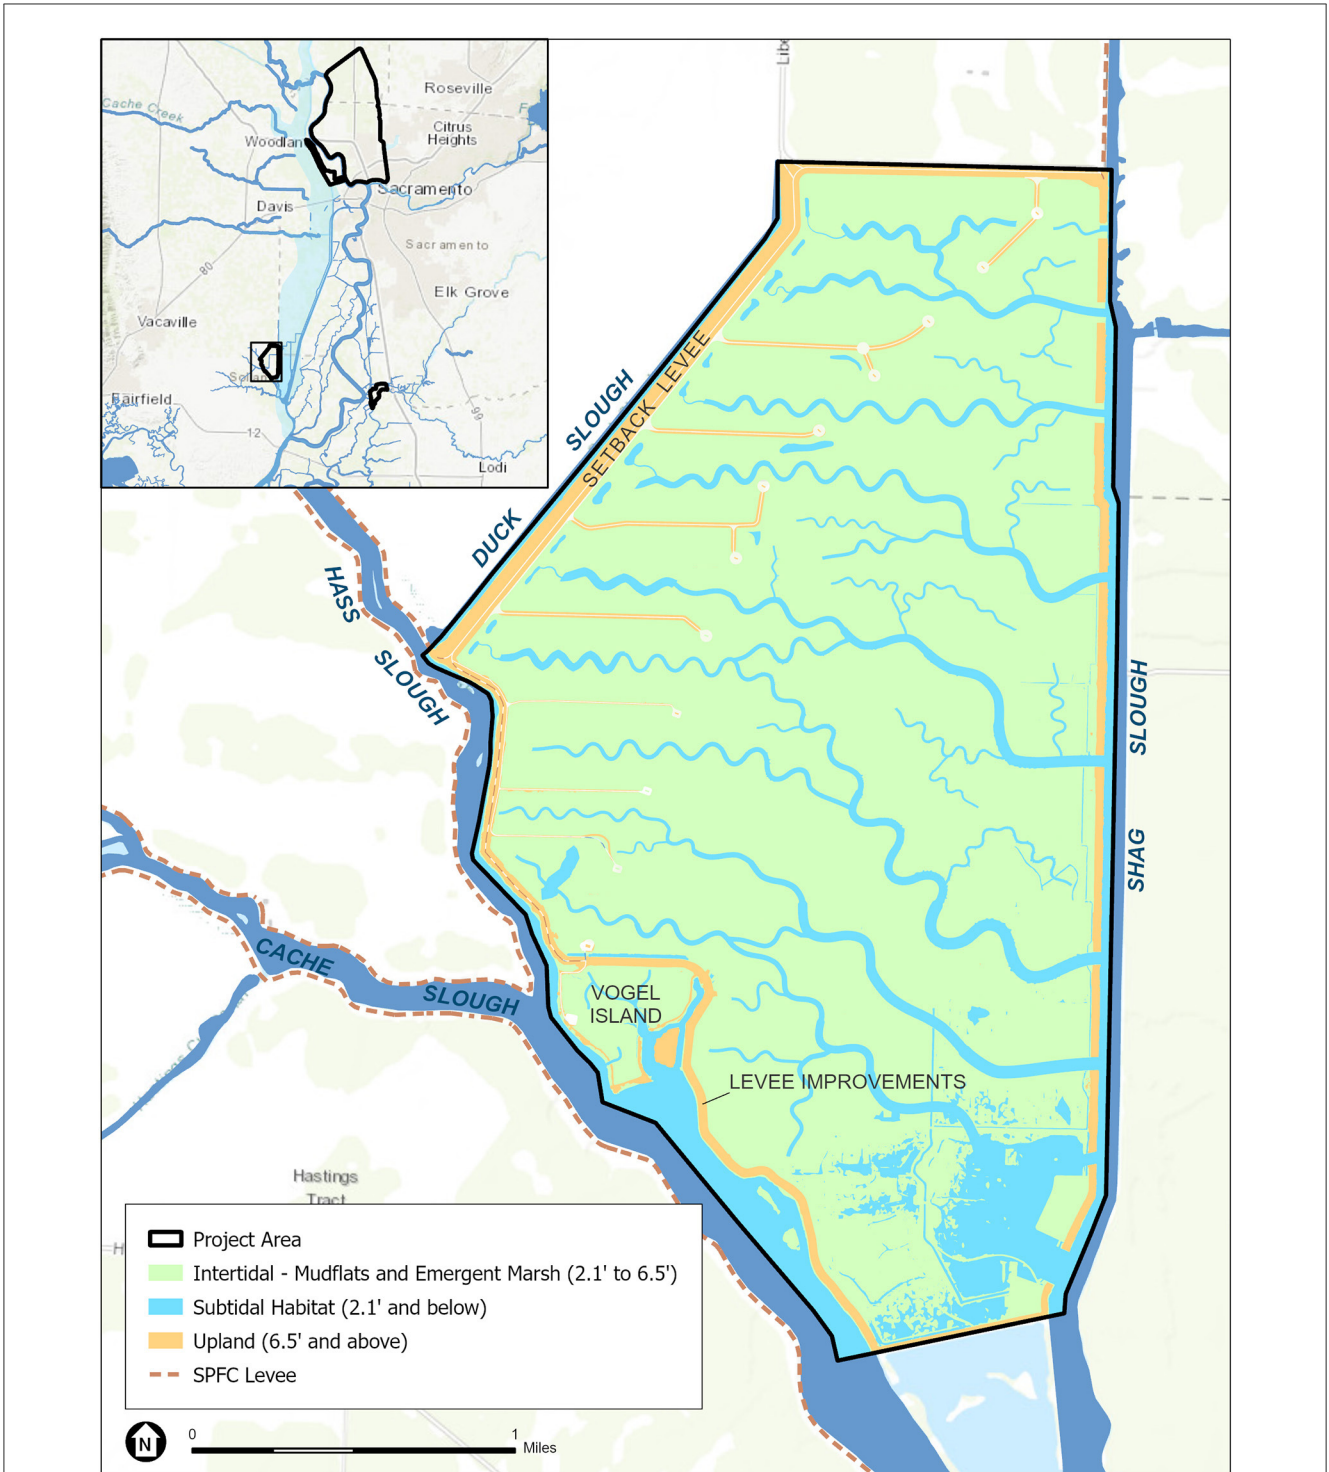 Roseville
Cache Creek
Citrus
Heights
Woodlan
Sacramento
Davis
Sacramento
80
Elk Grove
Vacaville
Fairfield
99
12
Lodi
Lib
DUCK
SLOUGH
SETBACK LEVEE
HASS
SLOUGH
SHAG
SLOUGH
CACHE
SLOUGH
VOGEL
ISLAND
LEVEE IMPROVEMENTS
Hastings
Tract
H
Project Area
Intertidal - Mudflats and Emergent Marsh (2.1' to 6.5')
Subtidal Habitat (2.1' and below)
Upland (6.5' and above)
SPFC Levee
N
0
1
Miles